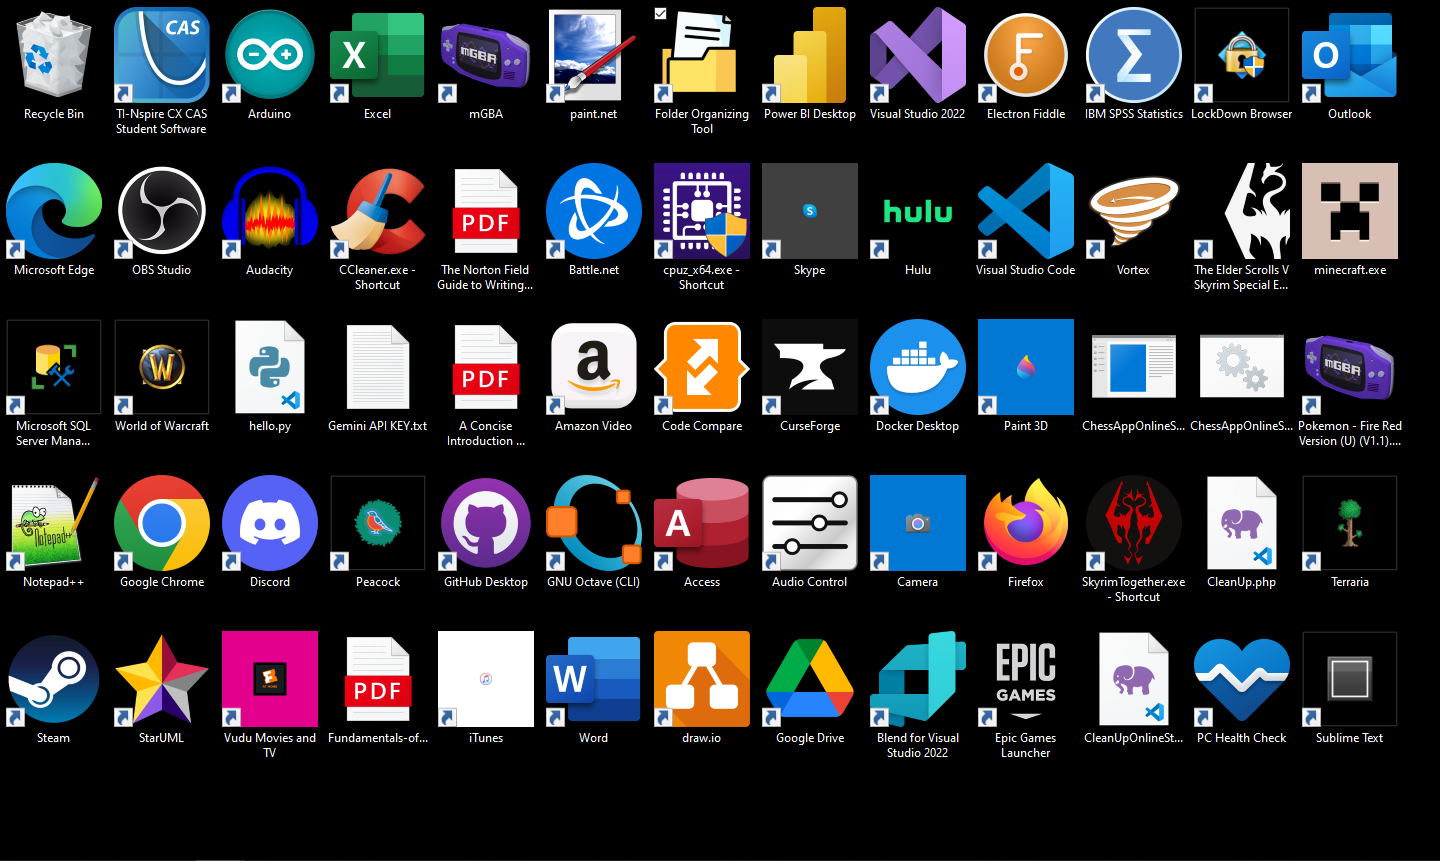 CAS
X
mGBA
O
Recycle Bin
TI-Nspire CX CAS
Student Software
Arduino
Excel
mGBA
paint.net
Folder Organizing
Tool
Power BI Desktop
Visual Studio 2022
Electron Fiddle
IBM SPSS Statistics
LockDown Browser
Outlook
PDF
S
hulu
Microsoft Edge
OBS Studio
Audacity
CCleaner.exe -
Shortcut
The Norton Field
Guide to Writing...
Battle.net
cpuz_x64.exe -
Shortcut
Skype
Hulu
Visual Studio Code
Vortex
The Elder Scrolls V
Skyrim Special E...
minecraft.exe
W
PDF
a
mGBA
Microsoft SQL
Server Mana...
World of Warcraft
hello.py
Gemini API KEY.txt
A Concise
Introduction ...
Amazon Video
Code Compare
CurseForge
Docker Desktop
Paint 3D
ChessAppOnlineS...
ChessAppOnlineS...
Pokemon - Fire Red
Version (U) (V1.1)....
Notepad++
A
Notepad++
Google Chrome
Discord
Peacock
GitHub Desktop
GNU Octave (CLI)
Access
Audio Control
Camera
Firefox
SkyrimTogether.exe
- Shortcut
CleanUp.php
Terraria
PDF
W
EPIC
GAMES
Steam
StarUML
Vudu Movies and
TV
Fundamentals-of...
iTunes
Word
draw.io
Google Drive
Blend for Visual
Studio 2022
Epic Games
Launcher
CleanUpOnlineSt...
PC Health Check
Sublime Text